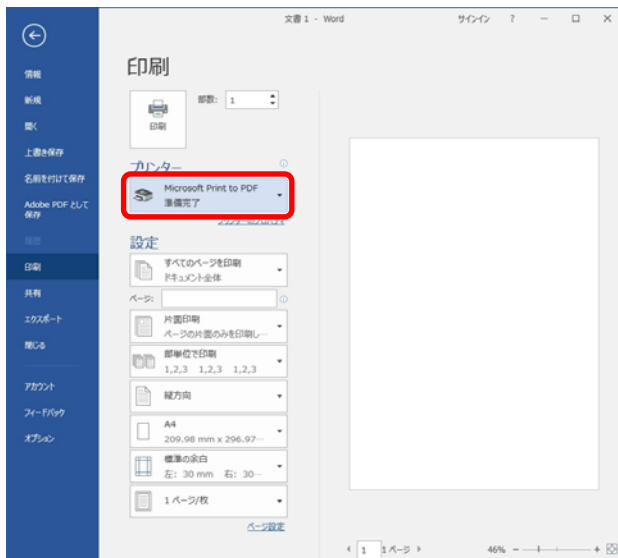 文書 1 - Word
サインイン ? — □ ×
情報
新規
開く
上書き保存
名前を付けて保存
Adobe PDF として
保存
履歴
印刷
共有
エクスポート
閉じる
アカウント
フィードバック
オプション
印刷
印刷
部数: 1
プリンター
Microsoft Print to PDF
準備完了
プリンターのプロパティ
設定
すべてのページを印刷
ドキュメント全体
ページ:
片面印刷
ページの片面のみを印刷し…
部単位で印刷
1,2,3 1,2,3 1,2,3
縦方向
A4
209.98 mm x 296.97…
標準の余白
左: 30 mm 右: 30…
1 ページ/枚
ページ設定
1 1 ページ
46%